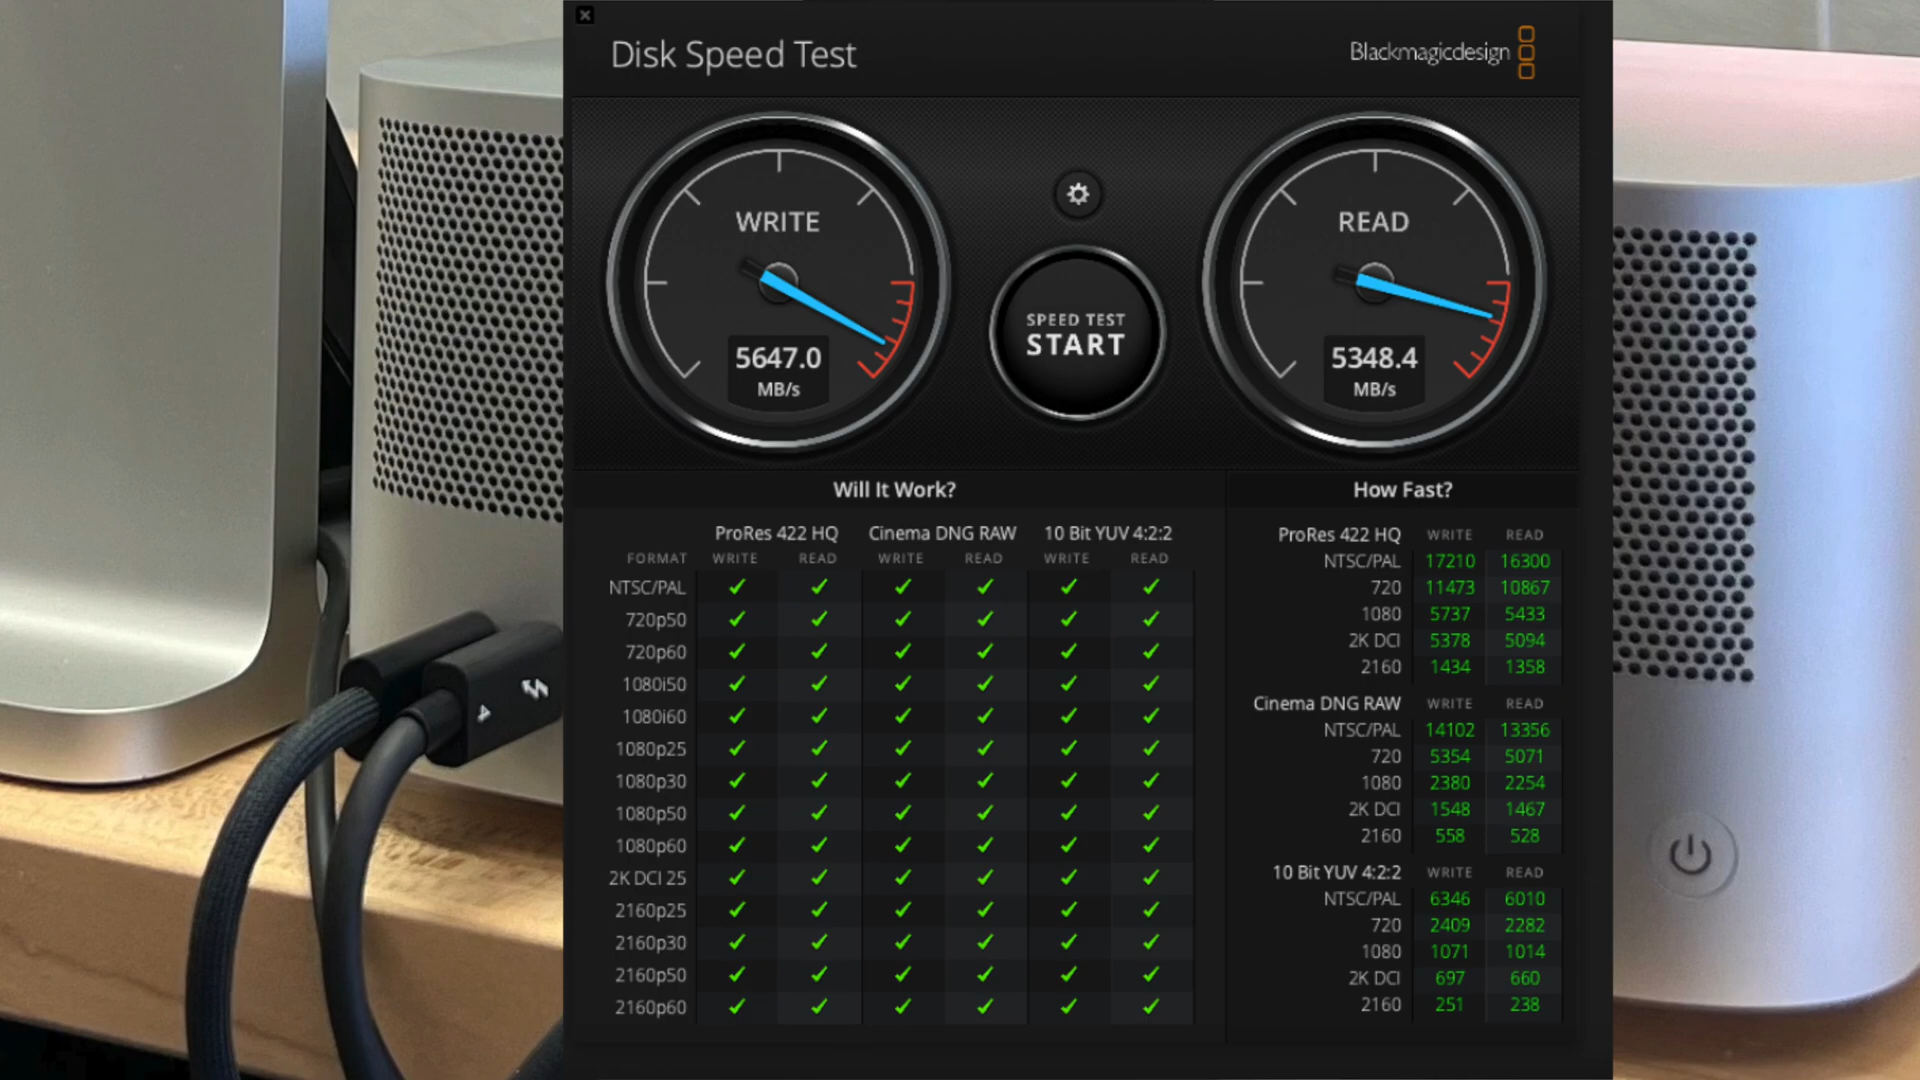 Disk Speed Test
Blackmagicdesign
WRITE
5647.0
MB/s
SPEED TEST
START
READ
5348.4
MB/s
Will It Work?
ProRes 422 HQ Cinema DNG RAW 10 Bit YUV 4:2:2
FORMAT WRITE READ WRITE READ WRITE READ
NTSC/PAL ✓ ✓ ✓ ✓ ✓ ✓
720p50 ✓ ✓ ✓ ✓ ✓ ✓
720p60 ✓ ✓ ✓ ✓ ✓ ✓
1080i50 ✓ ✓ ✓ ✓ ✓ ✓
1080i60 ✓ ✓ ✓ ✓ ✓ ✓
1080p25 ✓ ✓ ✓ ✓ ✓ ✓
1080p30 ✓ ✓ ✓ ✓ ✓ ✓
1080p50 ✓ ✓ ✓ ✓ ✓ ✓
1080p60 ✓ ✓ ✓ ✓ ✓ ✓
2K DCI 25 ✓ ✓ ✓ ✓ ✓ ✓
2160p25 ✓ ✓ ✓ ✓ ✓ ✓
2160p30 ✓ ✓ ✓ ✓ ✓ ✓
2160p50 ✓ ✓ ✓ ✓ ✓ ✓
2160p60 ✓ ✓ ✓ ✓ ✓ ✓
How Fast?
ProRes 422 HQ WRITE READ
NTSC/PAL 17210 16300
720 11473 10867
1080 5737 5433
2K DCI 5378 5094
2160 1434 1358
Cinema DNG RAW WRITE READ
NTSC/PAL 14102 13356
720 5354 5071
1080 2380 2254
2K DCI 1548 1467
2160 558 528
10 Bit YUV 4:2:2 WRITE READ
NTSC/PAL 6346 6010
720 2409 2282
1080 1071 1014
2K DCI 697 660
2160 251 238